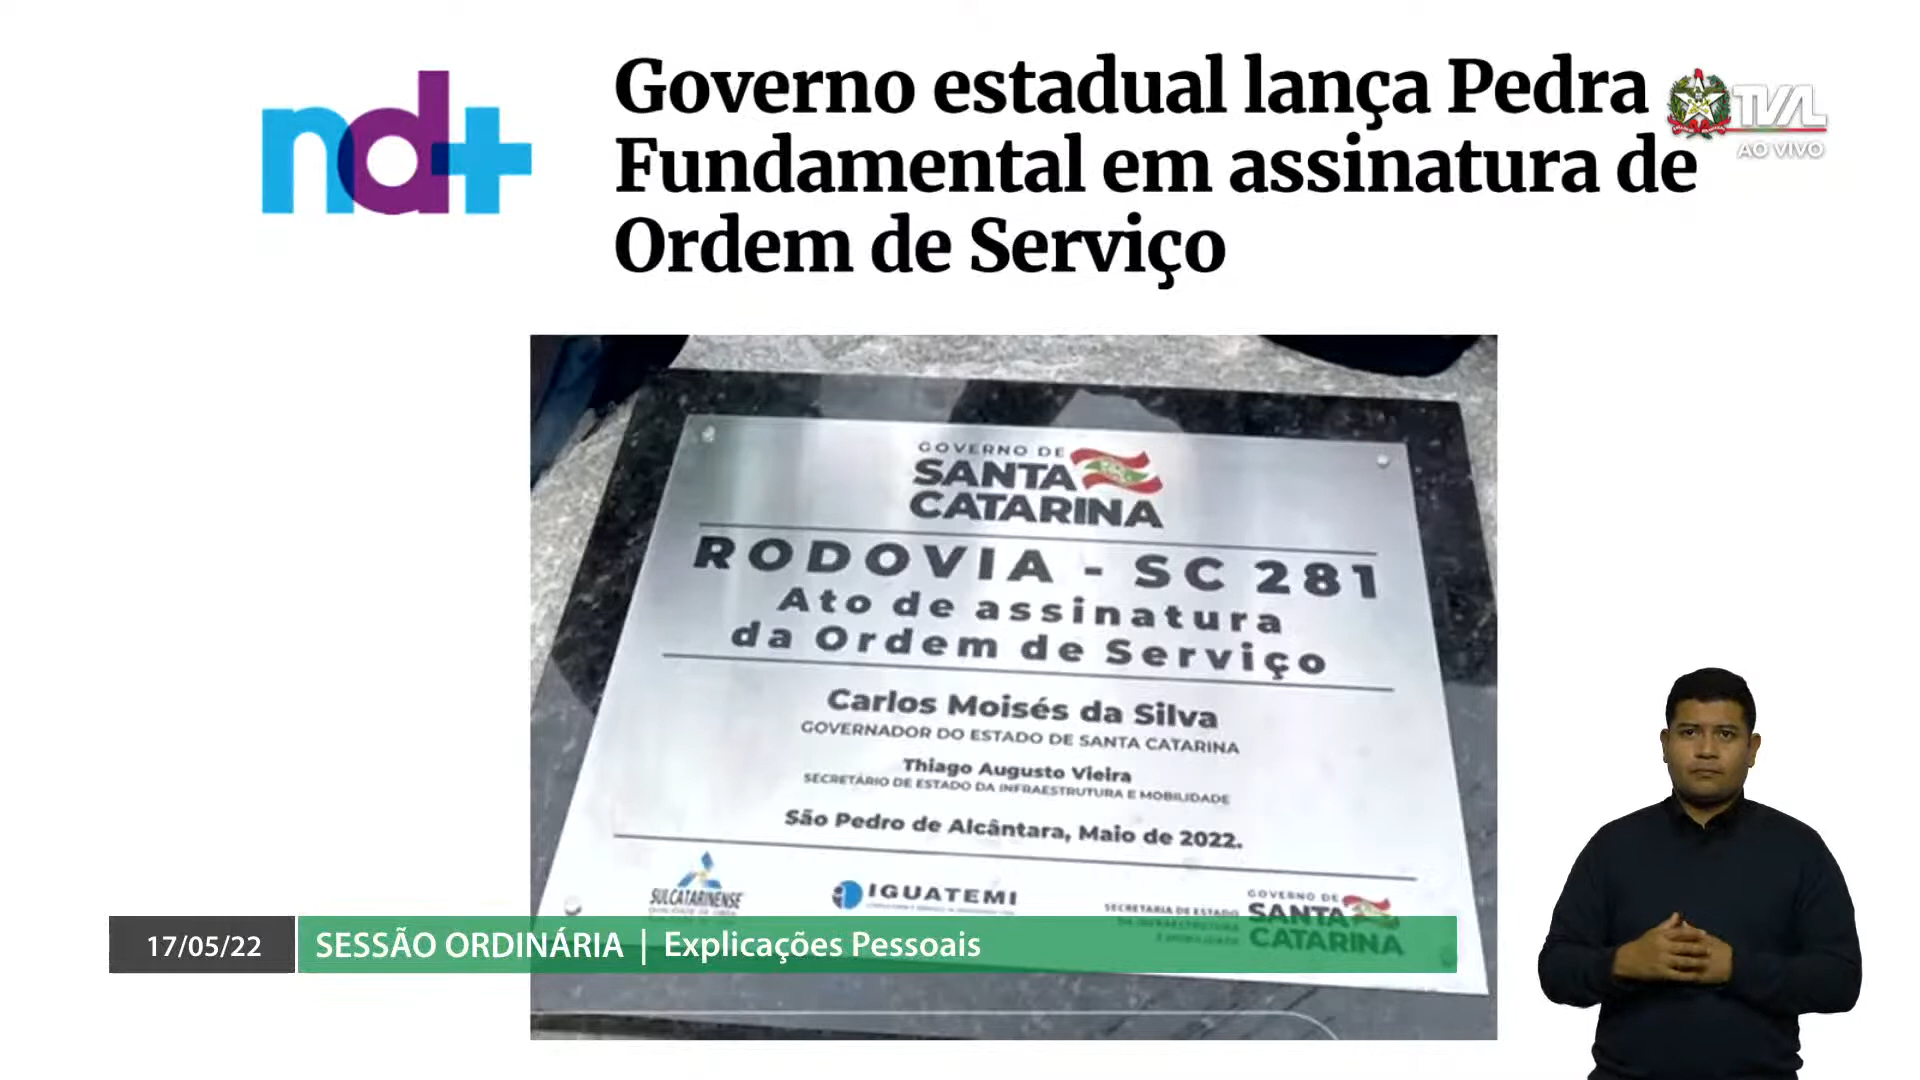 nd+
Governo estadual lança Pedra
Fundamental em assinatura de
Ordem de Serviço
TVAL
AO VIVO
GOVERNO DE
SANTA
CATARINA
RODOVIA - SC 281
Ato de assinatura
da Ordem de Serviço
Carlos Moisés da Silva
GOVERNADOR DO ESTADO DE SANTA CATARINA
Thiago Augusto Vieira
SECRETÁRIO DE ESTADO DA INFRAESTRUTURA E MOBILIDADE
São Pedro de Alcântara, Maio de 2022.
SULCATARINENSE
IGUATEMI
SECRETARIA DE ESTADO
DA INFRAESTRUTURA
E MOBILIDADE
GOVERNO DE
SANTA
CATARINA
17/05/22
SESSÃO ORDINÁRIA | Explicações Pessoais